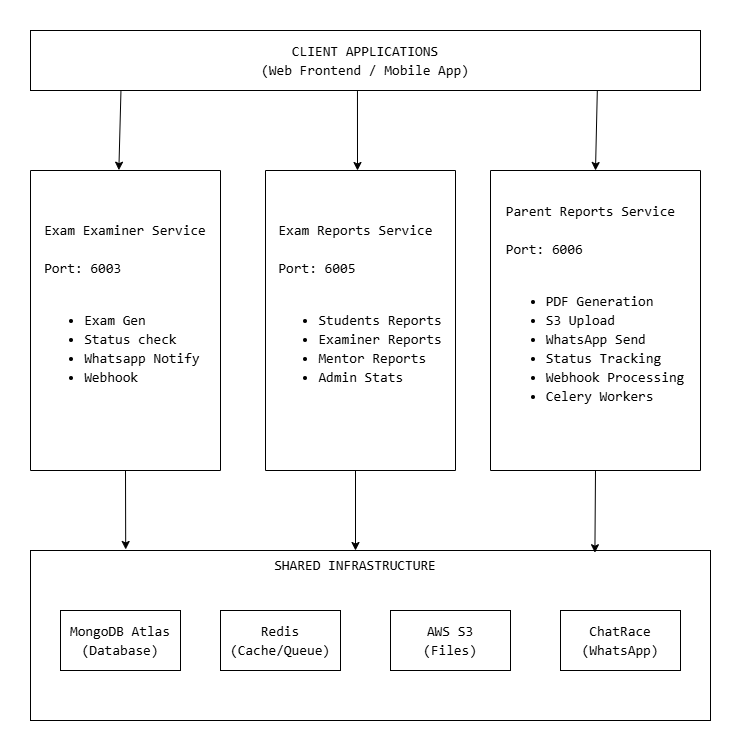 CLIENT APPLICATIONS
(Web Frontend / Mobile App)
Exam Examiner Service
Port: 6003
• Exam Gen
• Status check
• Whatsapp Notify
• Webhook
Exam Reports Service
Port: 6005
• Students Reports
• Examiner Reports
• Mentor Reports
• Admin Stats
Parent Reports Service
Port: 6006
• PDF Generation
• S3 Upload
• WhatsApp Send
• Status Tracking
• Webhook Processing
• Celery Workers
SHARED INFRASTRUCTURE
MongoDB Atlas
(Database)
Redis
(Cache/Queue)
AWS S3
(Files)
ChatRace
(WhatsApp)